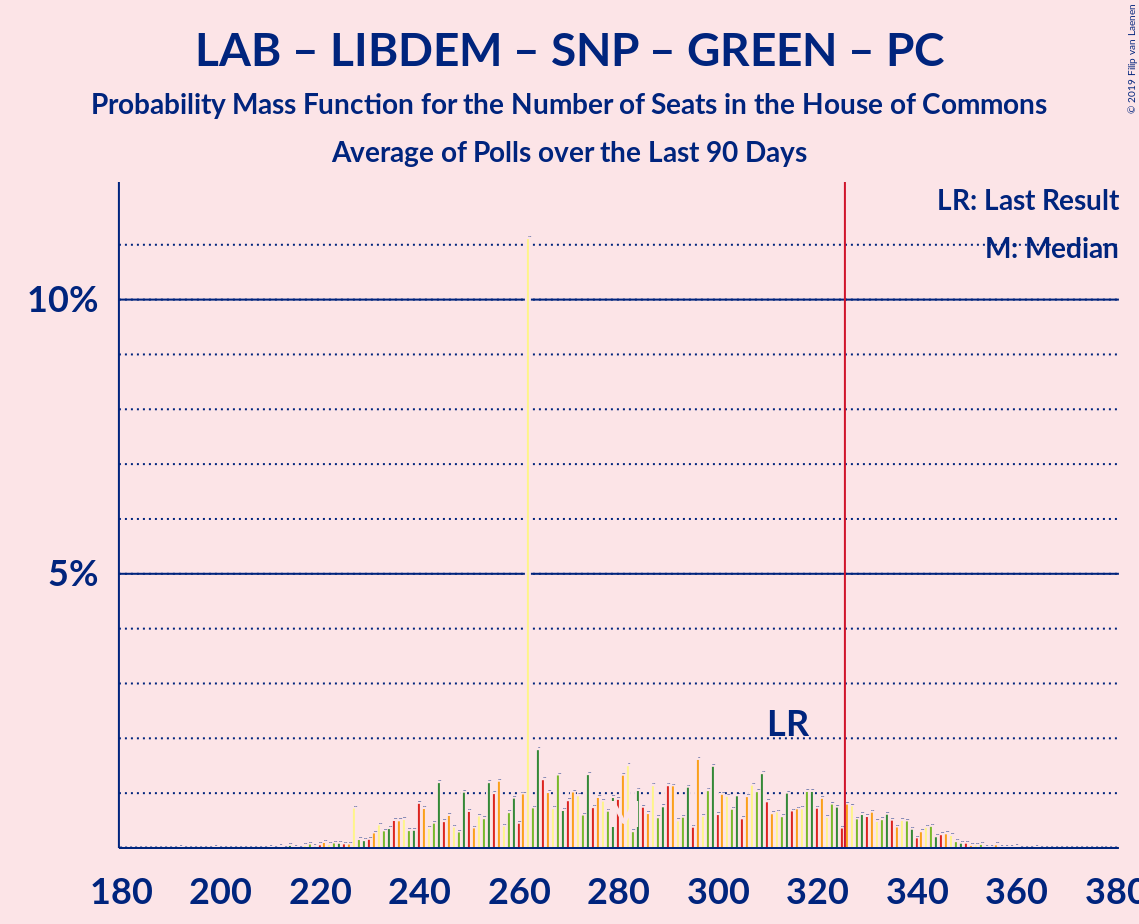 LAB – LIBDEM – SNP – GREEN – PC
Probability Mass Function for the Number of Seats in the House of Commons
Average of Polls over the Last 90 Days
© 2019 Filip van Laenen
LR: Last Result
M: Median
10%
5%
LR
M
180 200 220 240 260 280 300 320 340 360 380